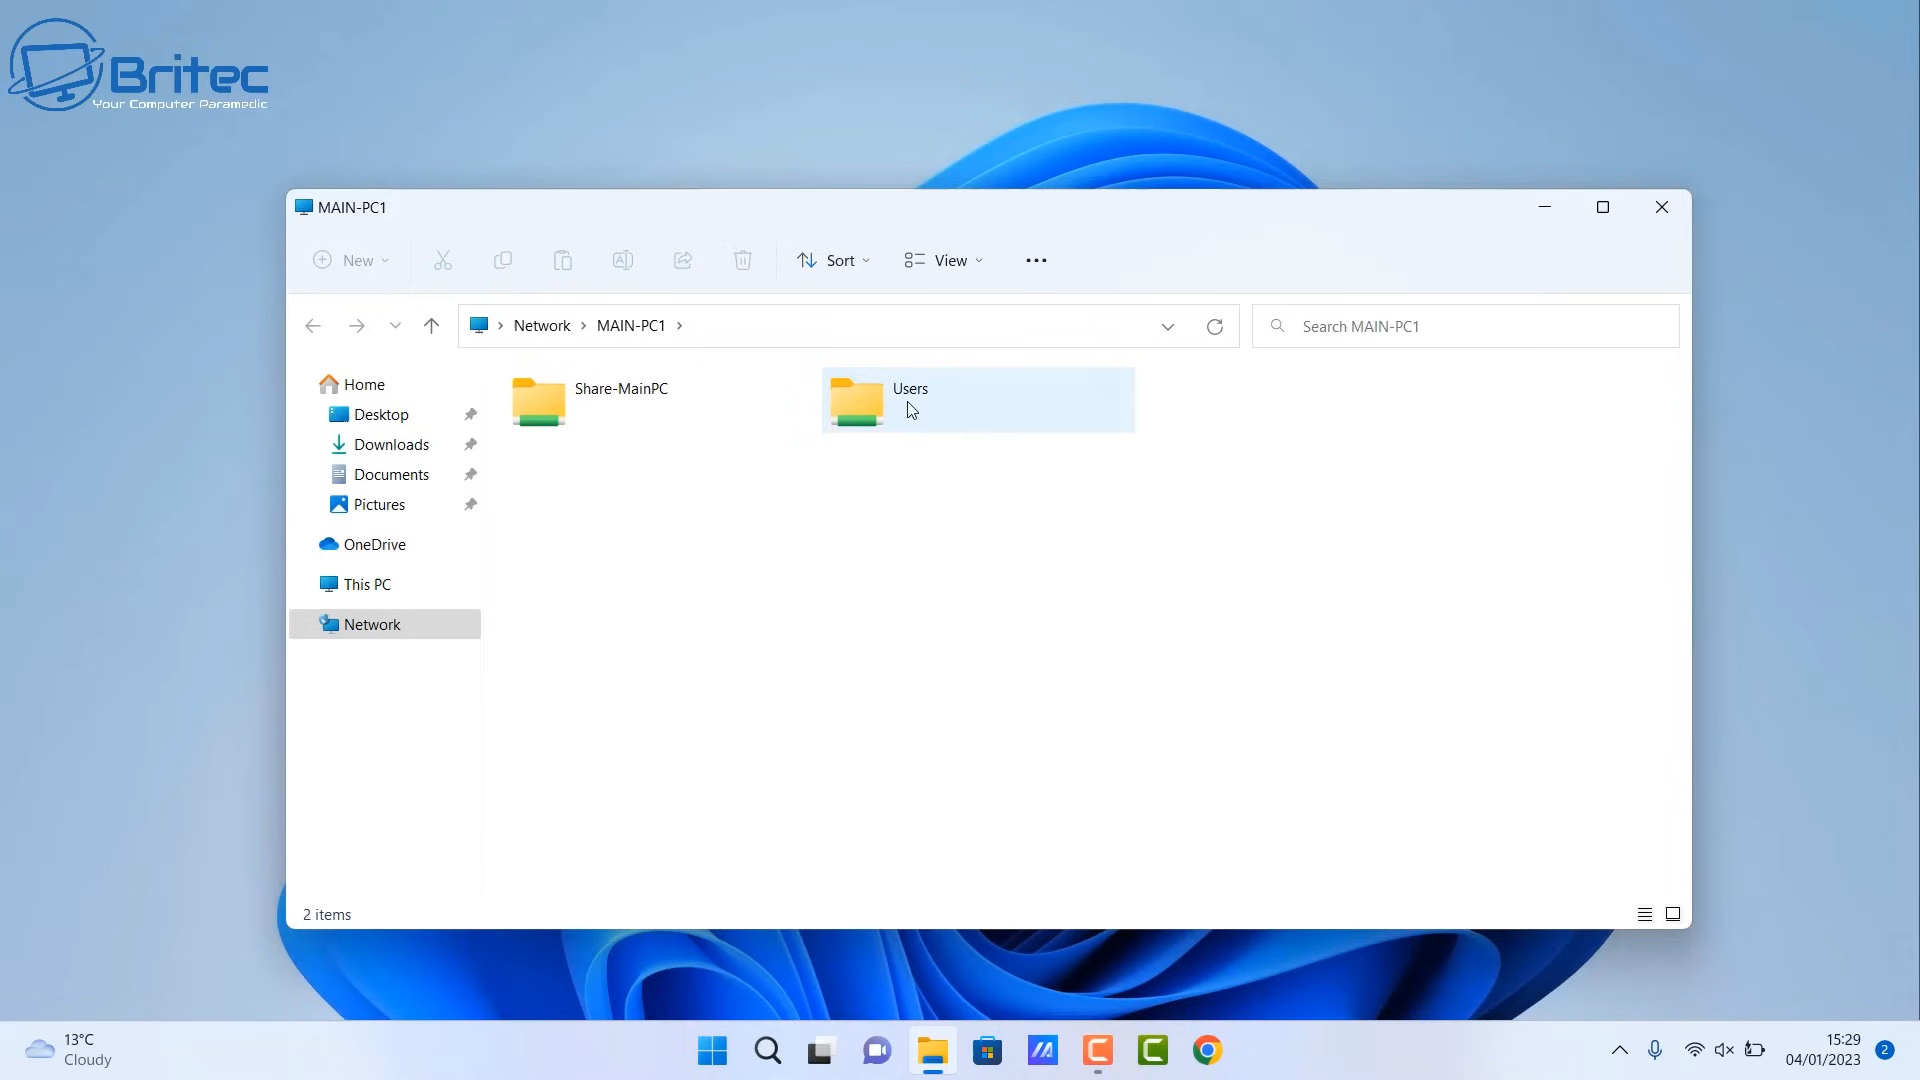 Britec
Your Computer Paramedic
MAIN-PC1
New
Sort
View
Network
MAIN-PC1
Search MAIN-PC1
Home
Desktop
Downloads
Documents
Pictures
OneDrive
This PC
Network
Share-MainPC
Users
2 items
13°C
Cloudy
15:29
04/01/2023
2